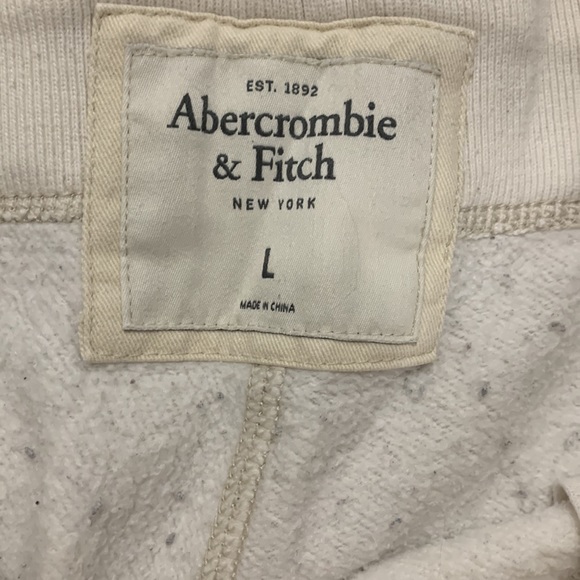 EST. 1892
Abercrombie
& Fitch
NEW YORK
L
MADE IN CHINA